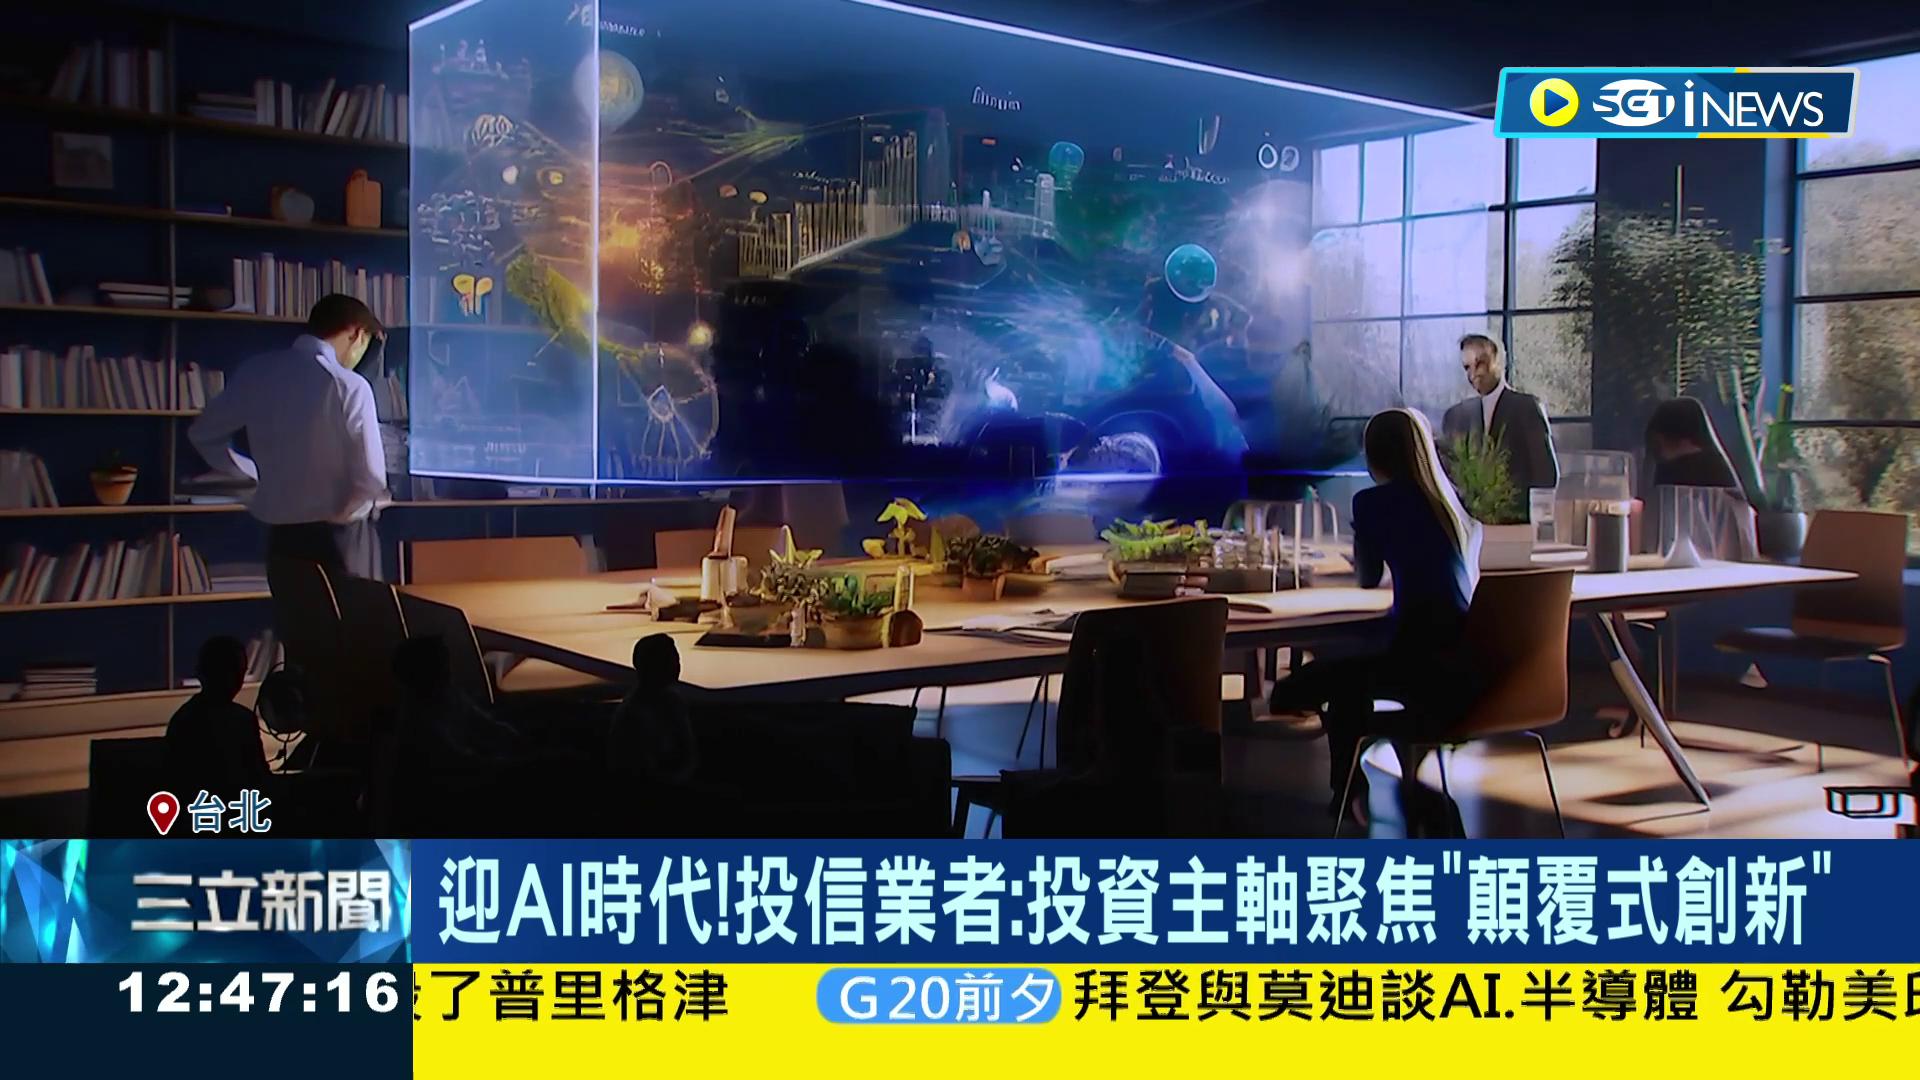 SET iNEWS
台北
三立新聞
迎AI時代!投信業者:投資主軸聚焦"顛覆式創新"
12:47:16
了普里格津 G20前夕 拜登與莫迪談AI.半導體 勾勒美